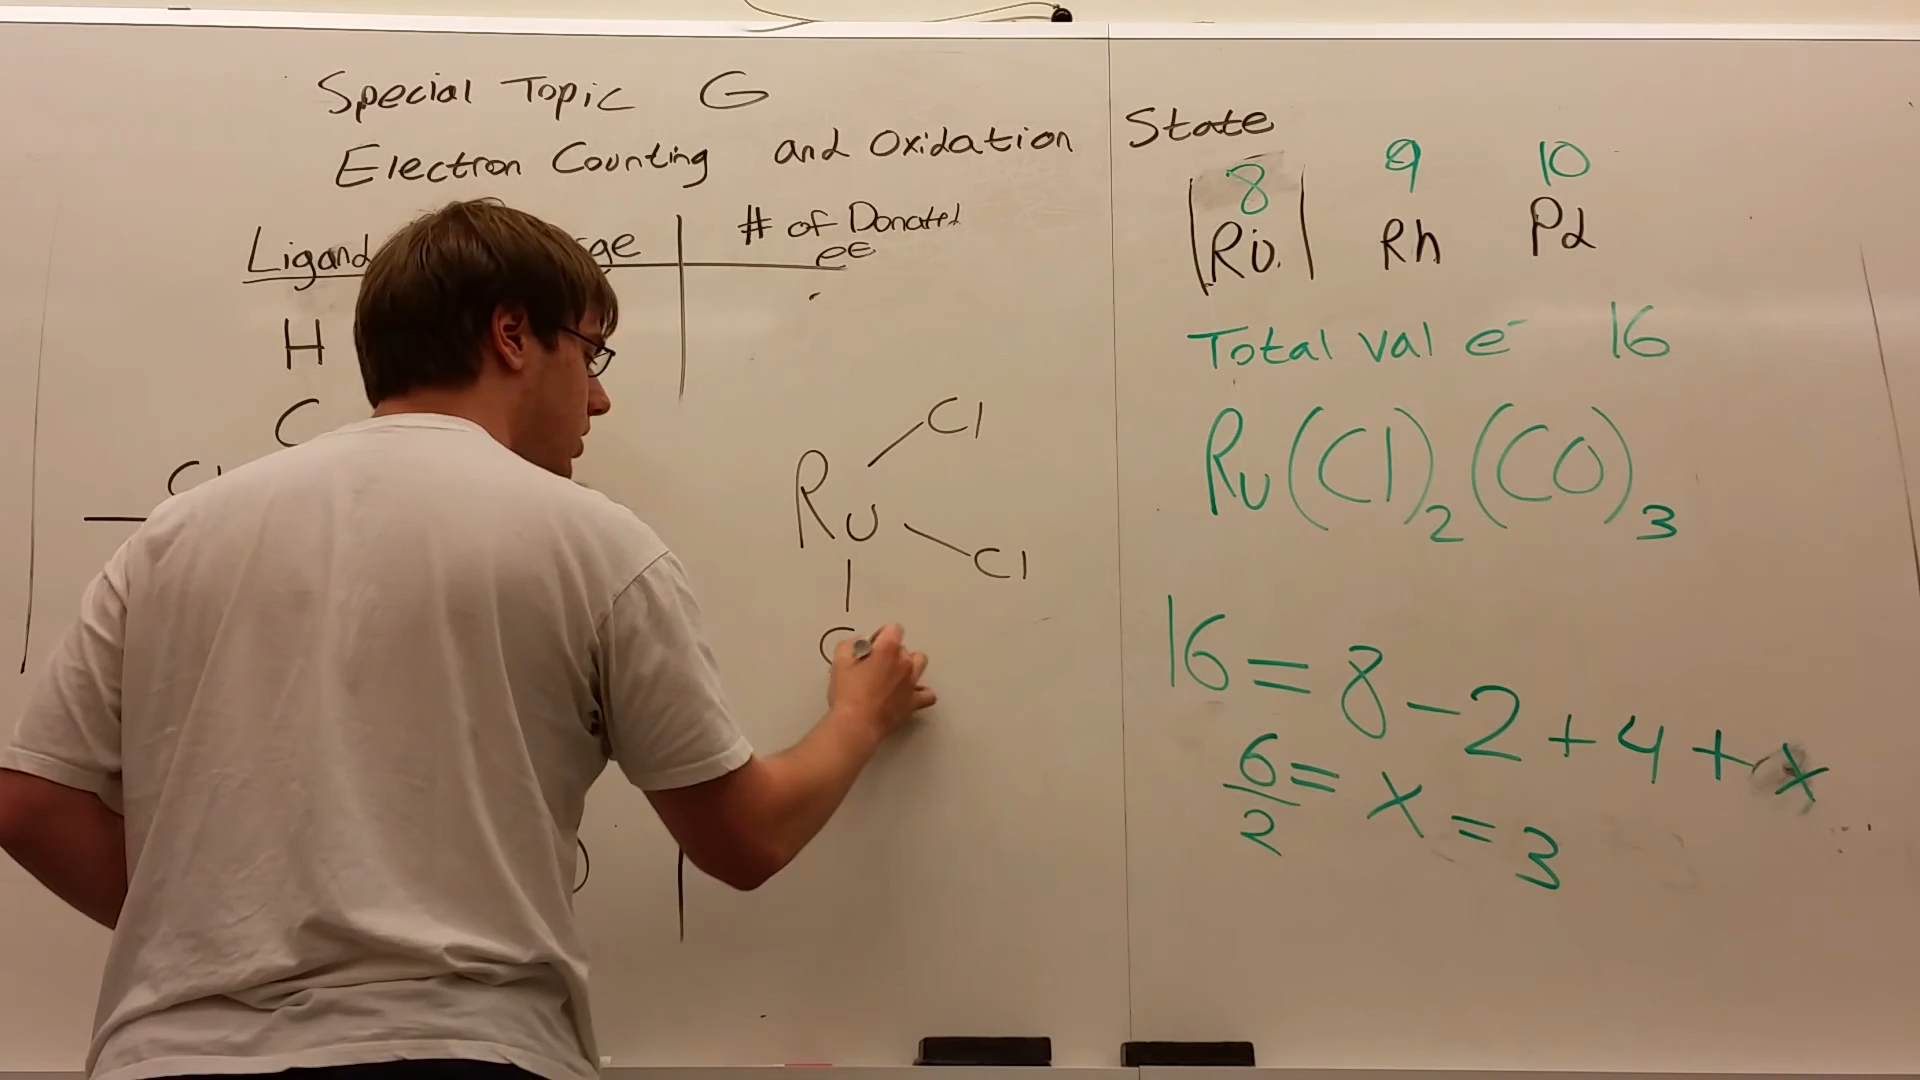 Special Topic G
Electron Counting and Oxidation State
Ligand ge # of Donated
ee
H
C
Cl
Ru
Cl
Cl
C
8 9 10
Ru Rh Pd
Total val e⁻ 16
Ru(Cl)₂(CO)₃
16 = 8 - 2 + 4 + x
6/2 = x = 3